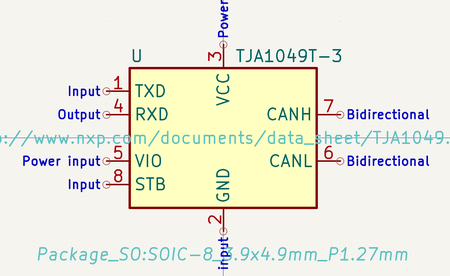 Power
3
U TJA1049T-3
VCC
Input 1 TXD
Output 4 RXD CANH 7 Bidirectional
://www.nxp.com/documents/data_sheet/TJA1049.
Power input 5 VIO CANL 6 Bidirectional
Input 8 STB
GND
2
input
Package_SO:SOIC-8_3.9x4.9mm_P1.27mm